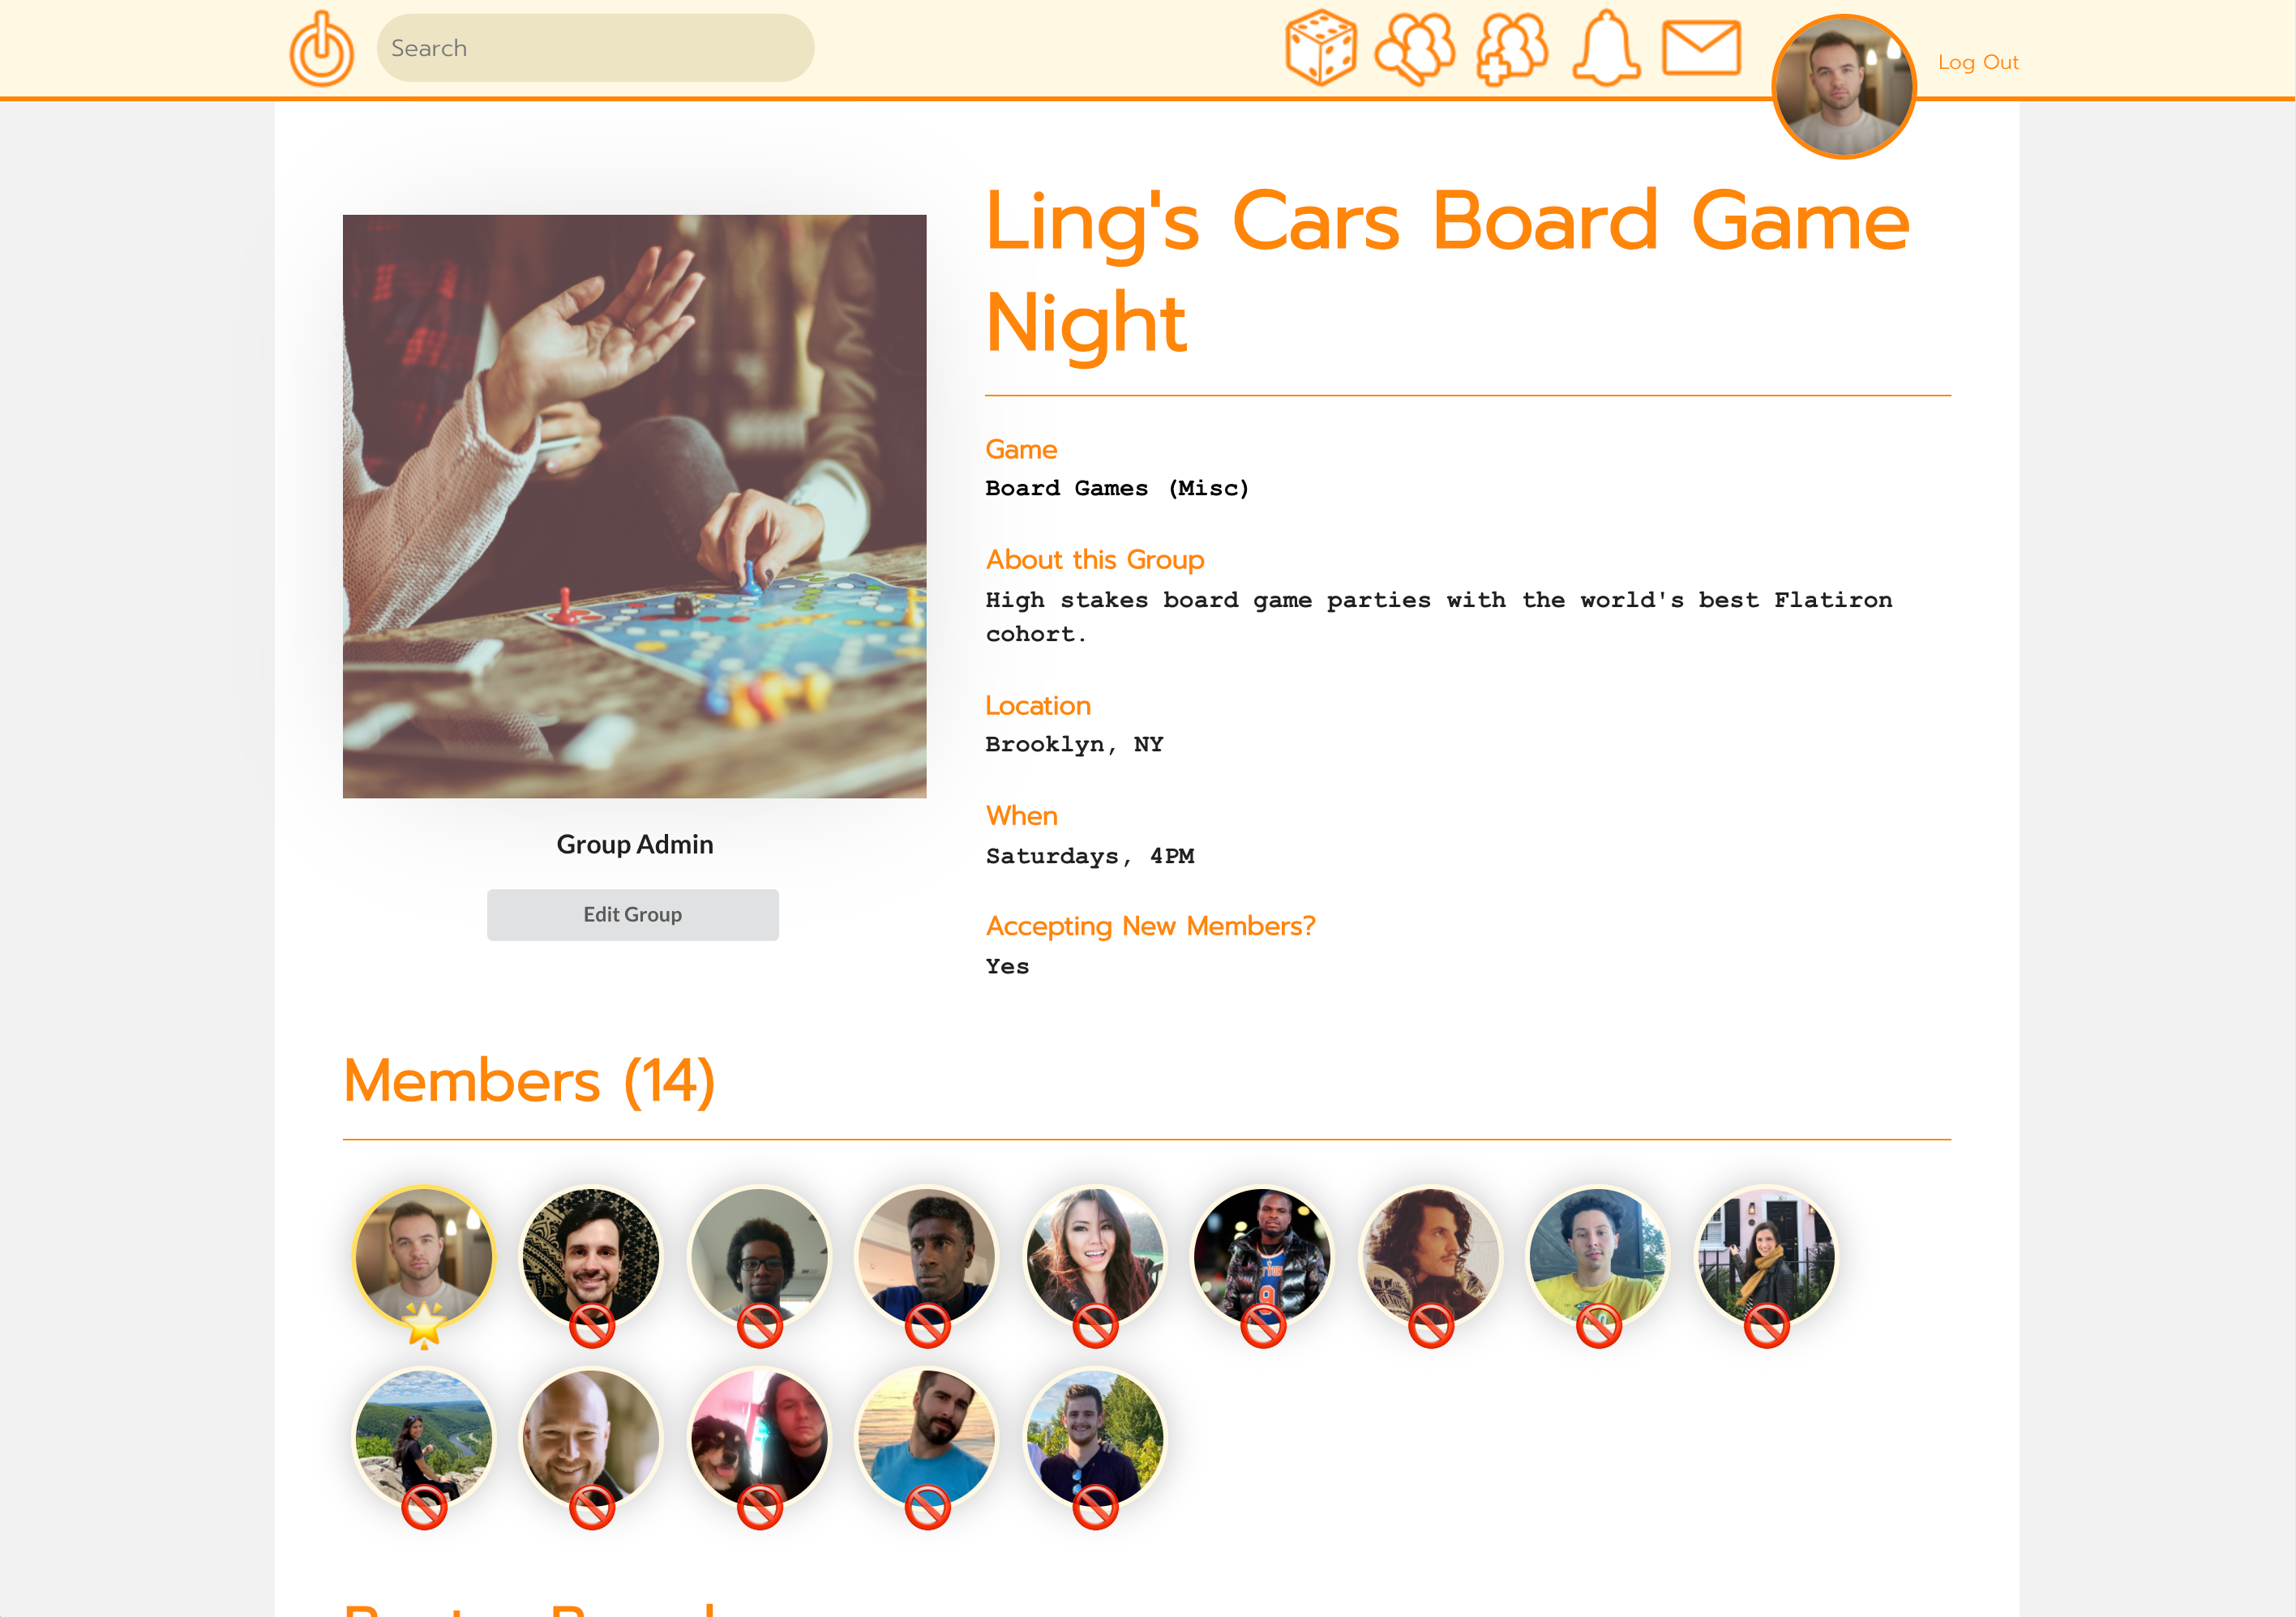 Search
Log Out
Ling's Cars Board Game
Night
Game
Board Games (Misc)
About this Group
High stakes board game parties with the world's best Flatiron
cohort.
Location
Brooklyn, NY
When
Saturdays, 4PM
Accepting New Members?
Yes
Group Admin
Edit Group
Members (14)